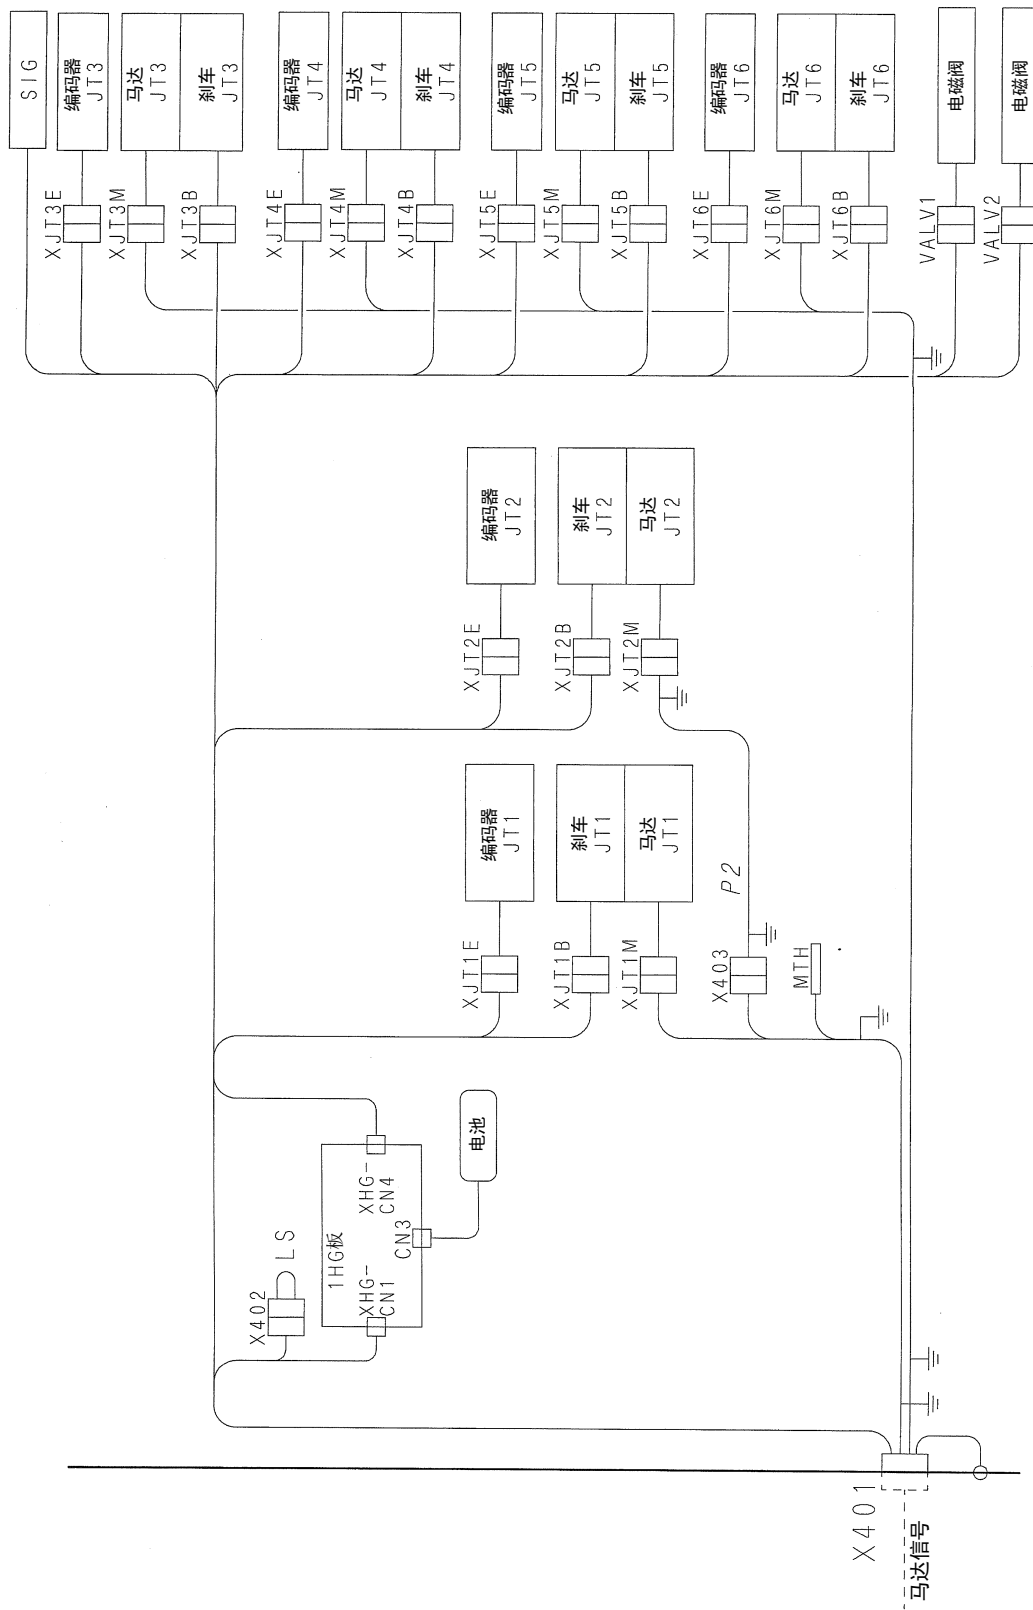 SIG
编码器
JT3
马达
JT3
刹车
JT3
编码器
JT4
马达
JT4
刹车
JT4
编码器
JT5
马达
JT5
刹车
JT5
编码器
JT6
马达
JT6
刹车
JT6
电磁阀
电磁阀
XJT3E
XJT3M
XJT3B
XJT4E
XJT4M
XJT4B
XJT5E
XJT5M
XJT5B
XJT6E
XJT6M
XJT6B
VALV1
VALV2
编码器
JT2
刹车
JT2
马达
JT2
XJT2E
XJT2B
XJT2M
编码器
JT1
刹车
JT1
马达
JT1
P2
XJT1E
XJT1B
XJT1M
X403
MTH
电池
XHG-
CN4
CN3
1HG板
XHG-
CN1
LS
X402
X401
马达信号